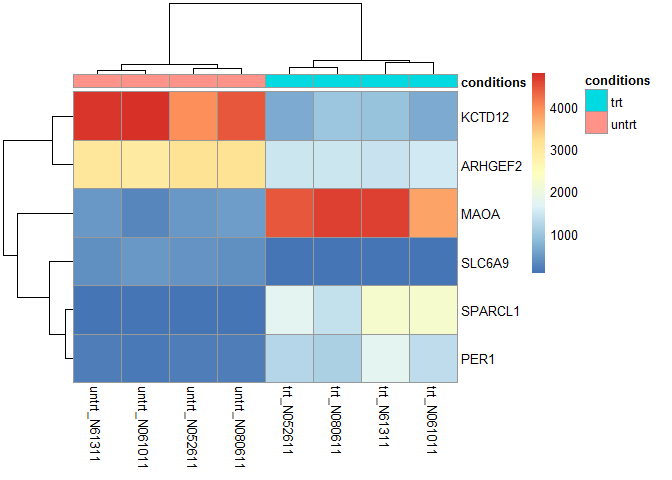 conditions
KCTD12
ARHGEF2
MAOA
SLC6A9
SPARCL1
PER1
4000
3000
2000
1000
conditions
trt
untrt
untrt_N61311
untrt_N061011
untrt_N052611
untrt_N080611
trt_N052611
trt_N080611
trt_N61311
trt_N061011